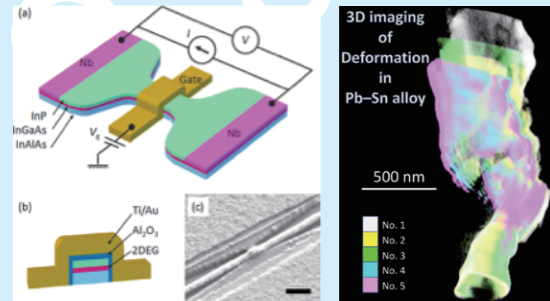 (a)
I
V
Nb
Gate
InP
InGaAs
InAlAs
Vg
Nb
(b)
Ti/Au
Al2O3
2DEG
(c)
3D imaging
of
Deformation
in
Pb–Sn alloy
500 nm
No. 1
No. 2
No. 3
No. 4
No. 5